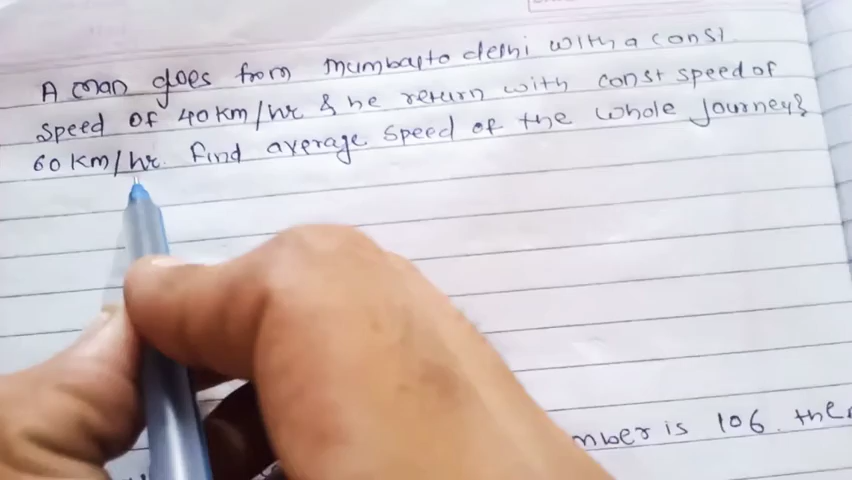 A man goes from mumbai to delhi with a const
speed of 40 km/hr & he return with const speed of
60 km/hr. find average speed of the whole journey?
mber is 106. the